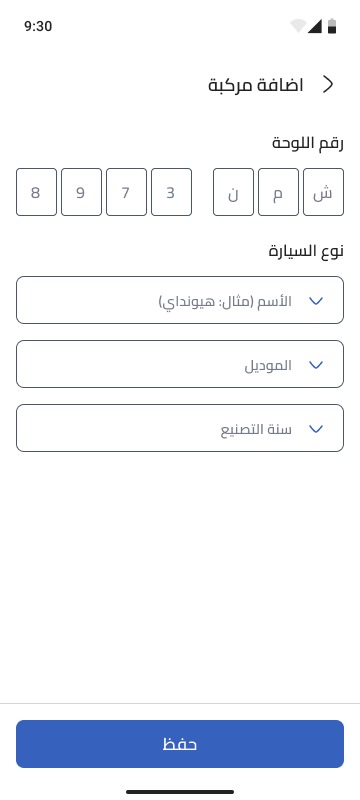 9:30
اضافة مركبة
رقم اللوحة
ش م ن 3 7 9 8
نوع السيارة
الأسم (مثال: هيونداي)
الموديل
سنة التصنيع
حفظ